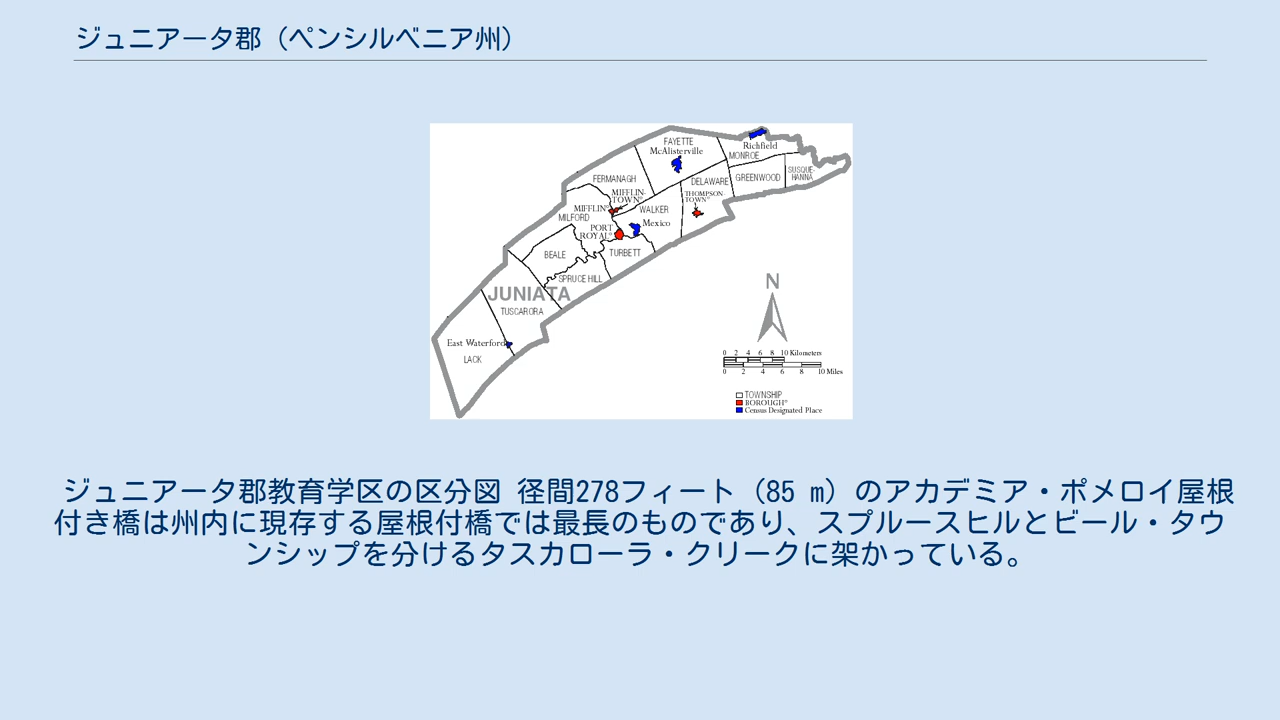 ジュニアータ郡（ペンシルベニア州）
FAYETTE
McAlisterville
Richfield
MONROE
FERMANAGH
DELAWARE
GREENWOOD
SUSQUE-
HANNA
MIFFLIN-
TOWN°
THOMPSON-
TOWN°
MIFFLIN°
WALKER
MILFORD
Mexico
PORT
ROYAL°
BEALE
TURBETT
SPRUCE HILL
JUNIATA
TUSCARORA
East Waterford
LACK
N
0 2 4 6 8 10 Kilometers
0 2 4 6 8 10 Miles
TOWNSHIP
BOROUGH°
Census Designated Place
ジュニアータ郡教育学区の区分図 径間278フィート（85 m）のアカデミア・ポメロイ屋根
付き橋は州内に現存する屋根付橋では最長のものであり、スプルースヒルとビール・タウ
ンシップを分けるタスカローラ・クリークに架かっている。